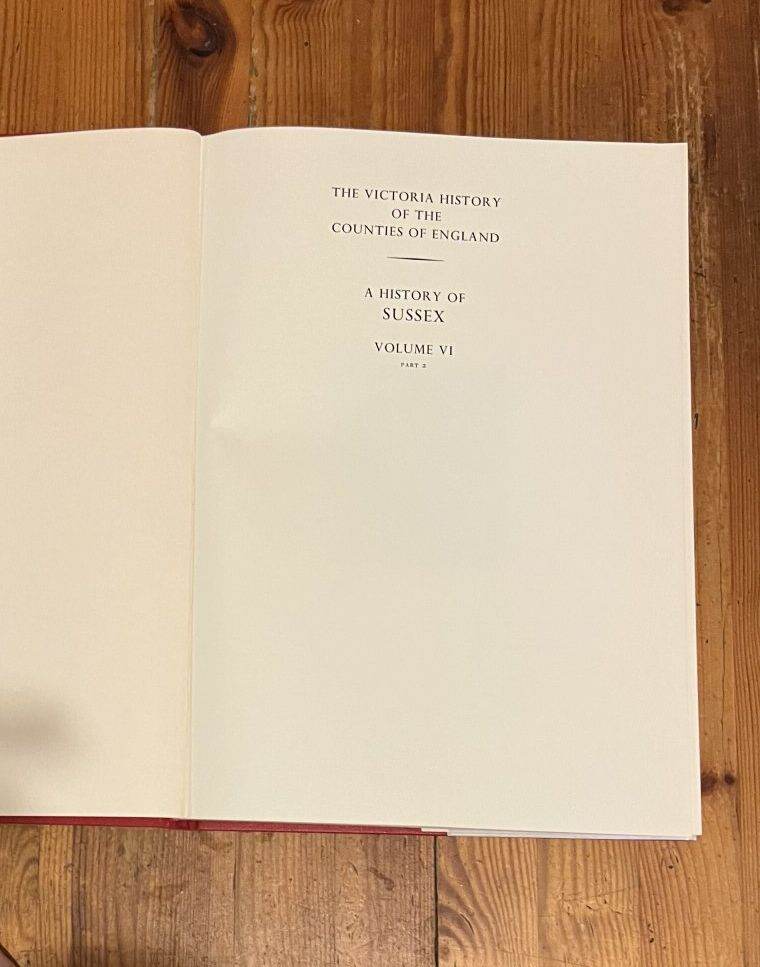 THE VICTORIA HISTORY
OF THE
COUNTIES OF ENGLAND
A HISTORY OF
SUSSEX
VOLUME VI
PART 2